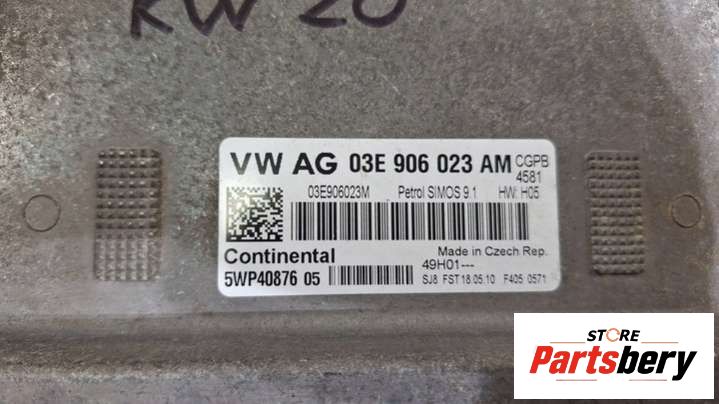 KW 20
VW AG 03E 906 023 AM CGPB
4581
03E906023M Petrol SIMOS 9.1 HW: H05
Continental
Made in Czech Rep.
49H01---
5WP40876 05
SJ8 FST 18.05.10 F405 0571
STORE
Partsbery